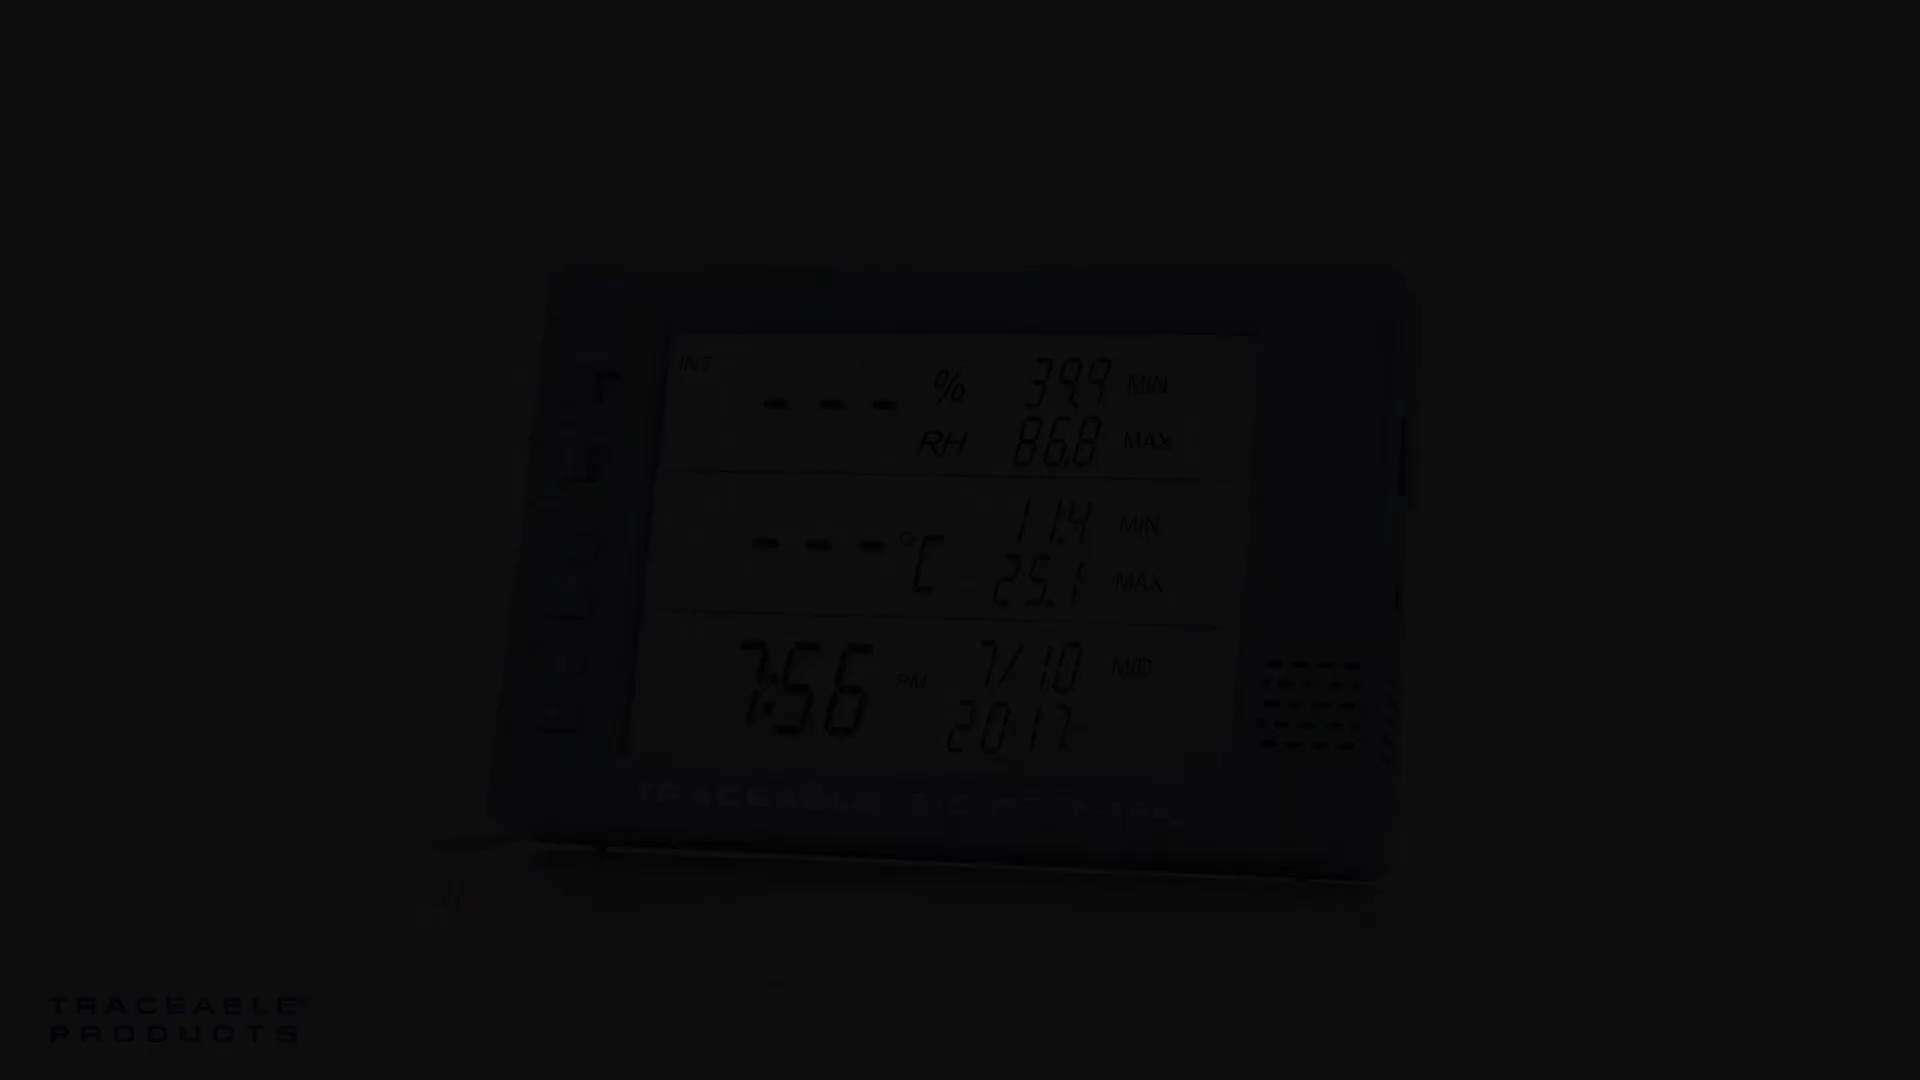 INT
--- % 39.9 MIN
RH 86.8 MAX
--- °C 11.4 MIN
25.1 MAX
7:56 PM 7/10 M/D
2017
TRACEABLE
TRACEABLE®
PRODUCTS